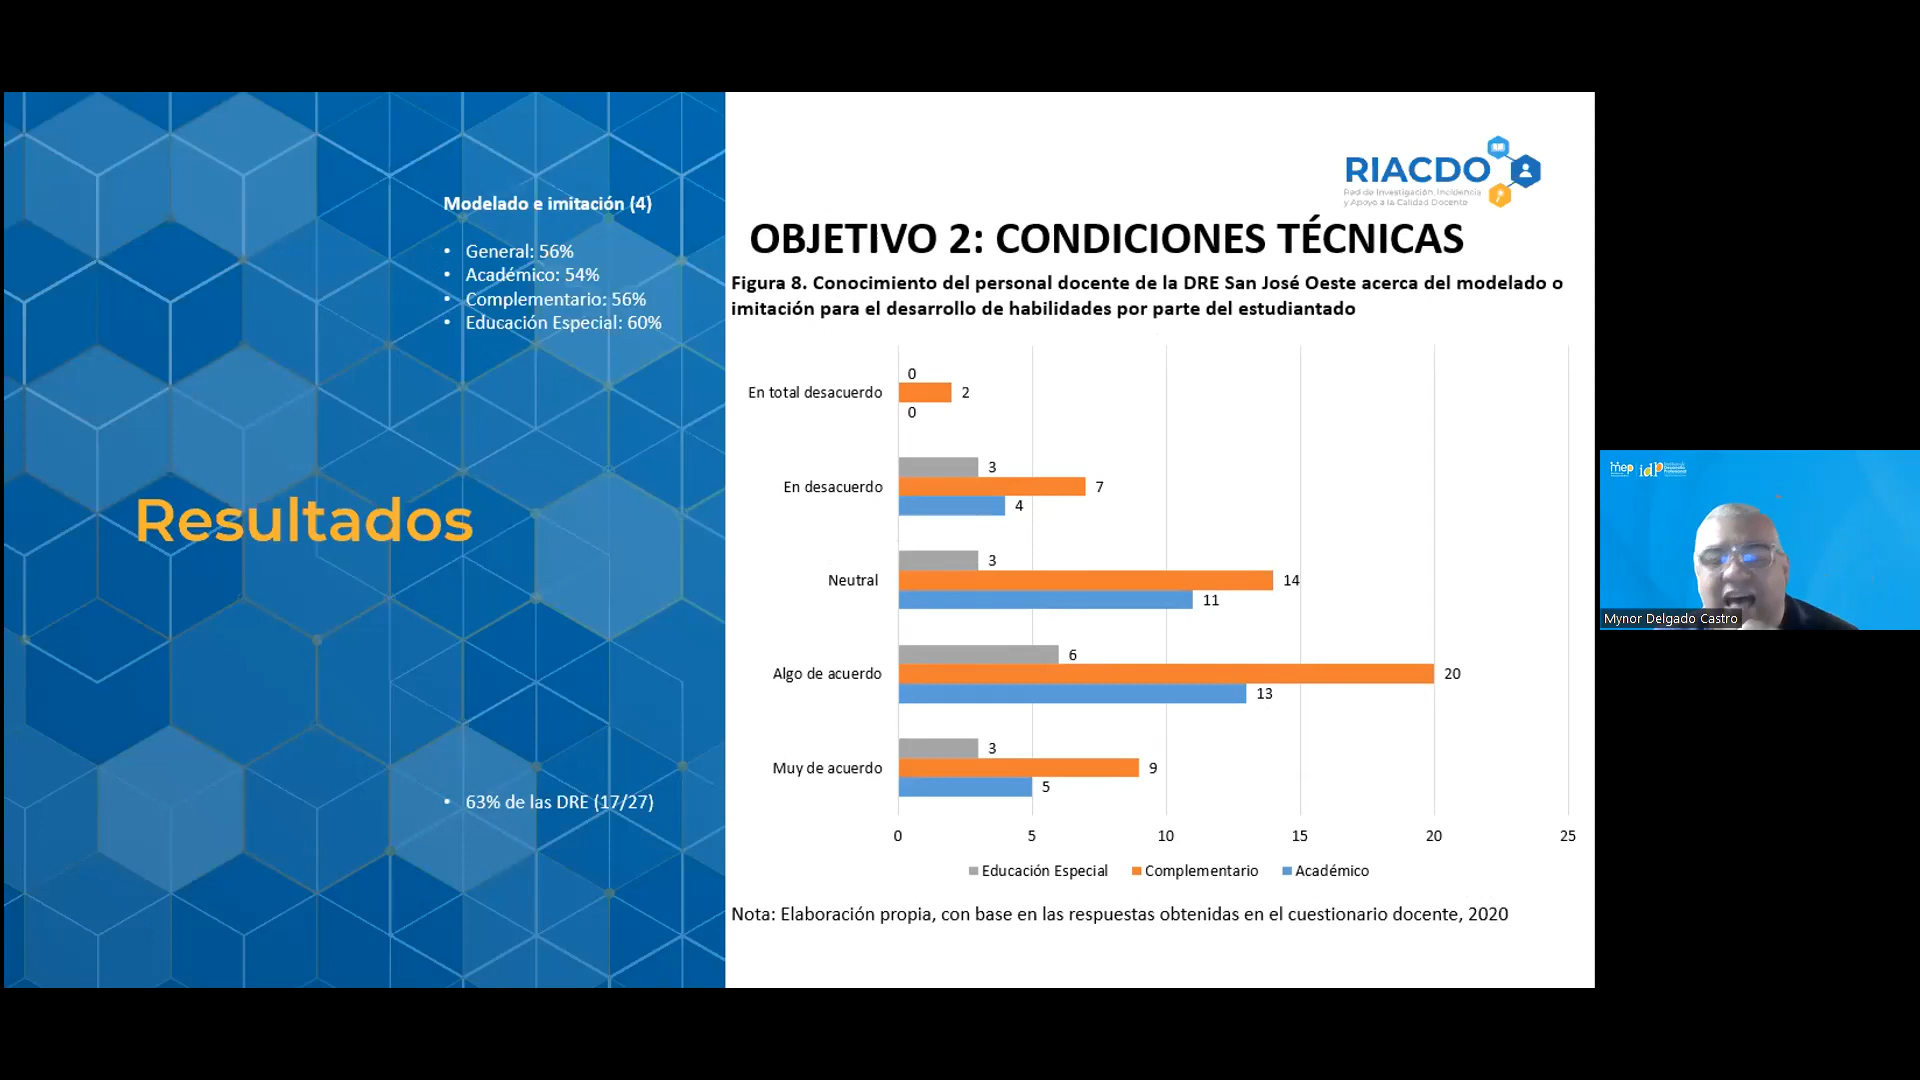 Modelado e imitación (4)
• General: 56%
• Académico: 54%
• Complementario: 56%
• Educación Especial: 60%
Resultados
• 63% de las DRE (17/27)
RIACDO
Red de Investigación, Incidencia
y Apoyo a la Calidad Docente
OBJETIVO 2: CONDICIONES TÉCNICAS
Figura 8. Conocimiento del personal docente de la DRE San José Oeste acerca del modelado o
imitación para el desarrollo de habilidades por parte del estudiantado
0
En total desacuerdo 2
0
3
En desacuerdo 7
4
3
Neutral 14
11
6
Algo de acuerdo 20
13
3
Muy de acuerdo 9
5
0 5 10 15 20 25
Educación Especial Complementario Académico
Nota: Elaboración propia, con base en las respuestas obtenidas en el cuestionario docente, 2020
mep idp
Mynor Delgado Castro